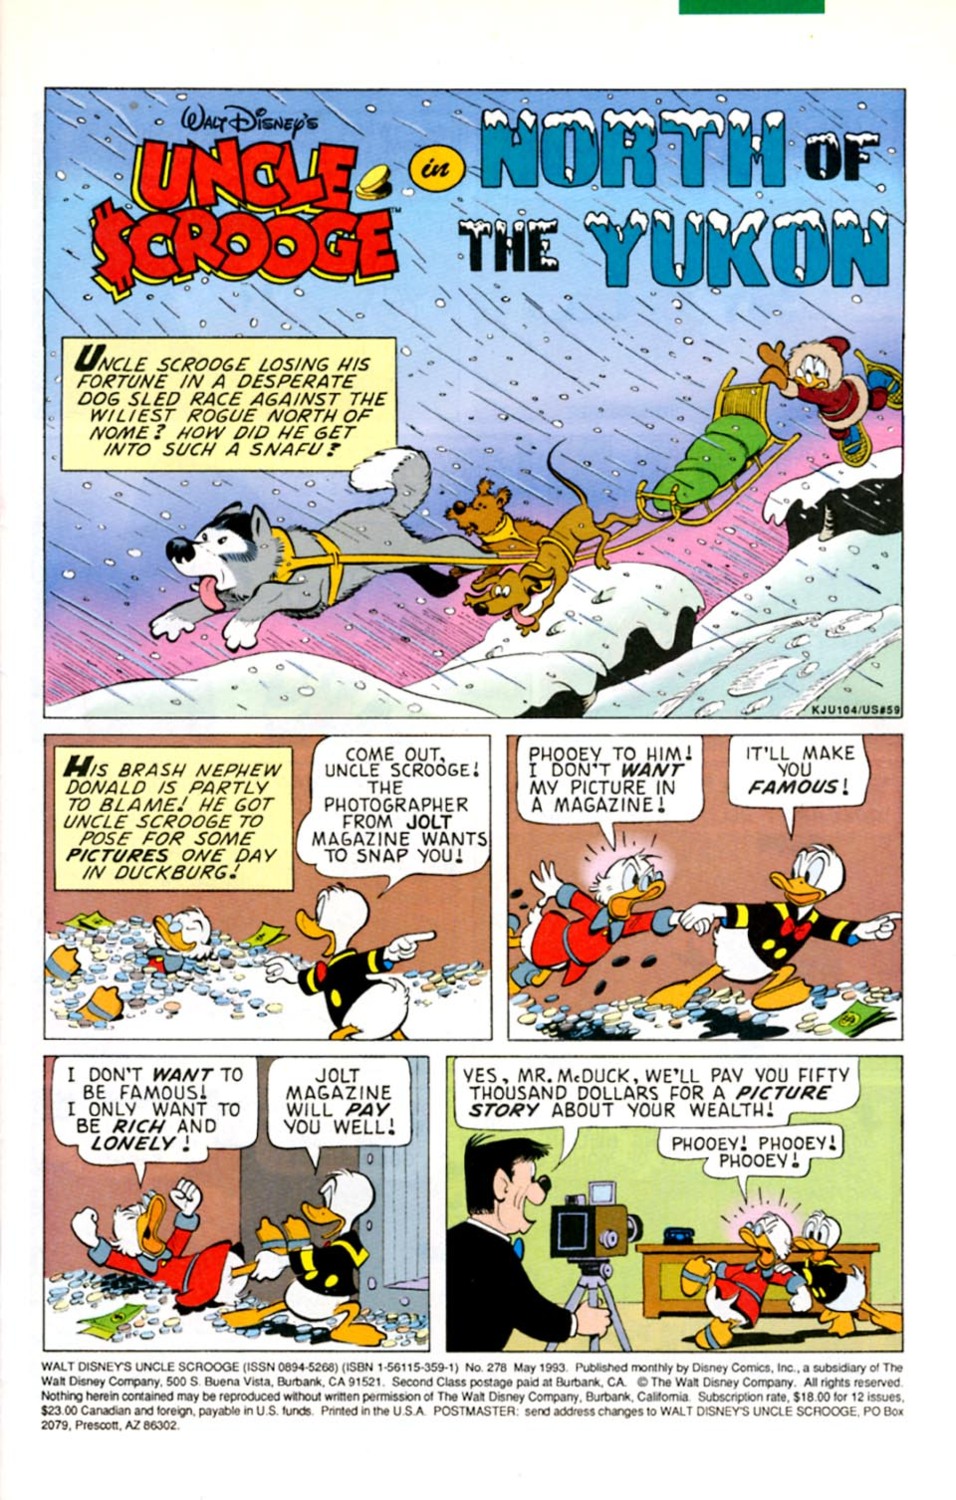 WALT DISNEY'S
UNCLE
$CROOGE™
in
NORTH OF
THE YUKON
UNCLE SCROOGE LOSING HIS
FORTUNE IN A DESPERATE
DOG SLED RACE AGAINST THE
WILIEST ROGUE NORTH OF
NOME? HOW DID HE GET
INTO SUCH A SNAFU?
KJU104/US#59
HIS BRASH NEPHEW
DONALD IS PARTLY
TO BLAME! HE GOT
UNCLE SCROOGE TO
POSE FOR SOME
PICTURES ONE DAY
IN DUCKBURG!
COME OUT,
UNCLE SCROOGE!
THE
PHOTOGRAPHER
FROM JOLT
MAGAZINE WANTS
TO SNAP YOU!
PHOOEY TO HIM!
I DON'T WANT
MY PICTURE IN
A MAGAZINE!
IT'LL MAKE
YOU
FAMOUS!
I DON'T WANT TO
BE FAMOUS!
I ONLY WANT TO
BE RICH AND
LONELY!
JOLT
MAGAZINE
WILL PAY
YOU WELL!
YES, MR. McDUCK, WE'LL PAY YOU FIFTY
THOUSAND DOLLARS FOR A PICTURE
STORY ABOUT YOUR WEALTH!
PHOOEY! PHOOEY!
PHOOEY!
WALT DISNEY'S UNCLE SCROOGE (ISSN 0894-5268) (ISBN 1-56115-359-1) No. 278 May 1993. Published monthly by Disney Comics, Inc., a subsidiary of The
Walt Disney Company, 500 S. Buena Vista, Burbank, CA 91521. Second Class postage paid at Burbank, CA. © The Walt Disney Company. All rights reserved.
Nothing herein contained may be reproduced without written permission of The Walt Disney Company, Burbank, California. Subscription rate, $18.00 for 12 issues,
$23.00 Canadian and foreign, payable in U.S. funds. Printed in the U.S.A. POSTMASTER: send address changes to WALT DISNEY'S UNCLE SCROOGE, PO Box
2079, Prescott, AZ 86302.